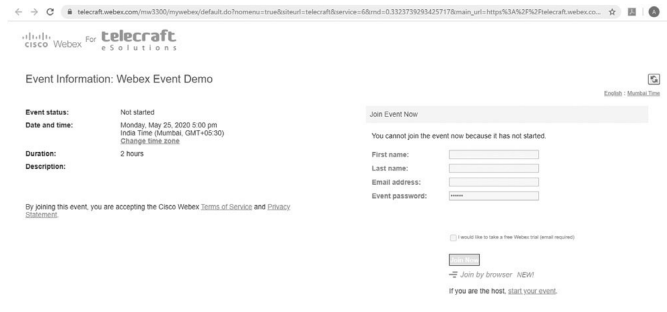 telecraft.webex.com/mw3300/mywebex/default.do?nomenu=true&siteurl=telecraft&service=6&rnd=0.3323739293425717&main_url=https%3A%2F%2Ftelecraft.webex.co...
A
CISCO Webex For telecraft
eSolutions
Event Information: Webex Event Demo
English : Mumbai Time
Event status: Not started
Date and time: Monday, May 25, 2020 5:00 pm
India Time (Mumbai, GMT+05:30)
Change time zone
Duration: 2 hours
Description:
By joining this event, you are accepting the Cisco Webex Terms of Service and Privacy
Statement.
Join Event Now
You cannot join the event now because it has not started.
First name:
Last name:
Email address:
Event password: ••••••
I would like to take a free Webex trial (email required).
Join Now
Join by browser NEW!
If you are the host, start your event.